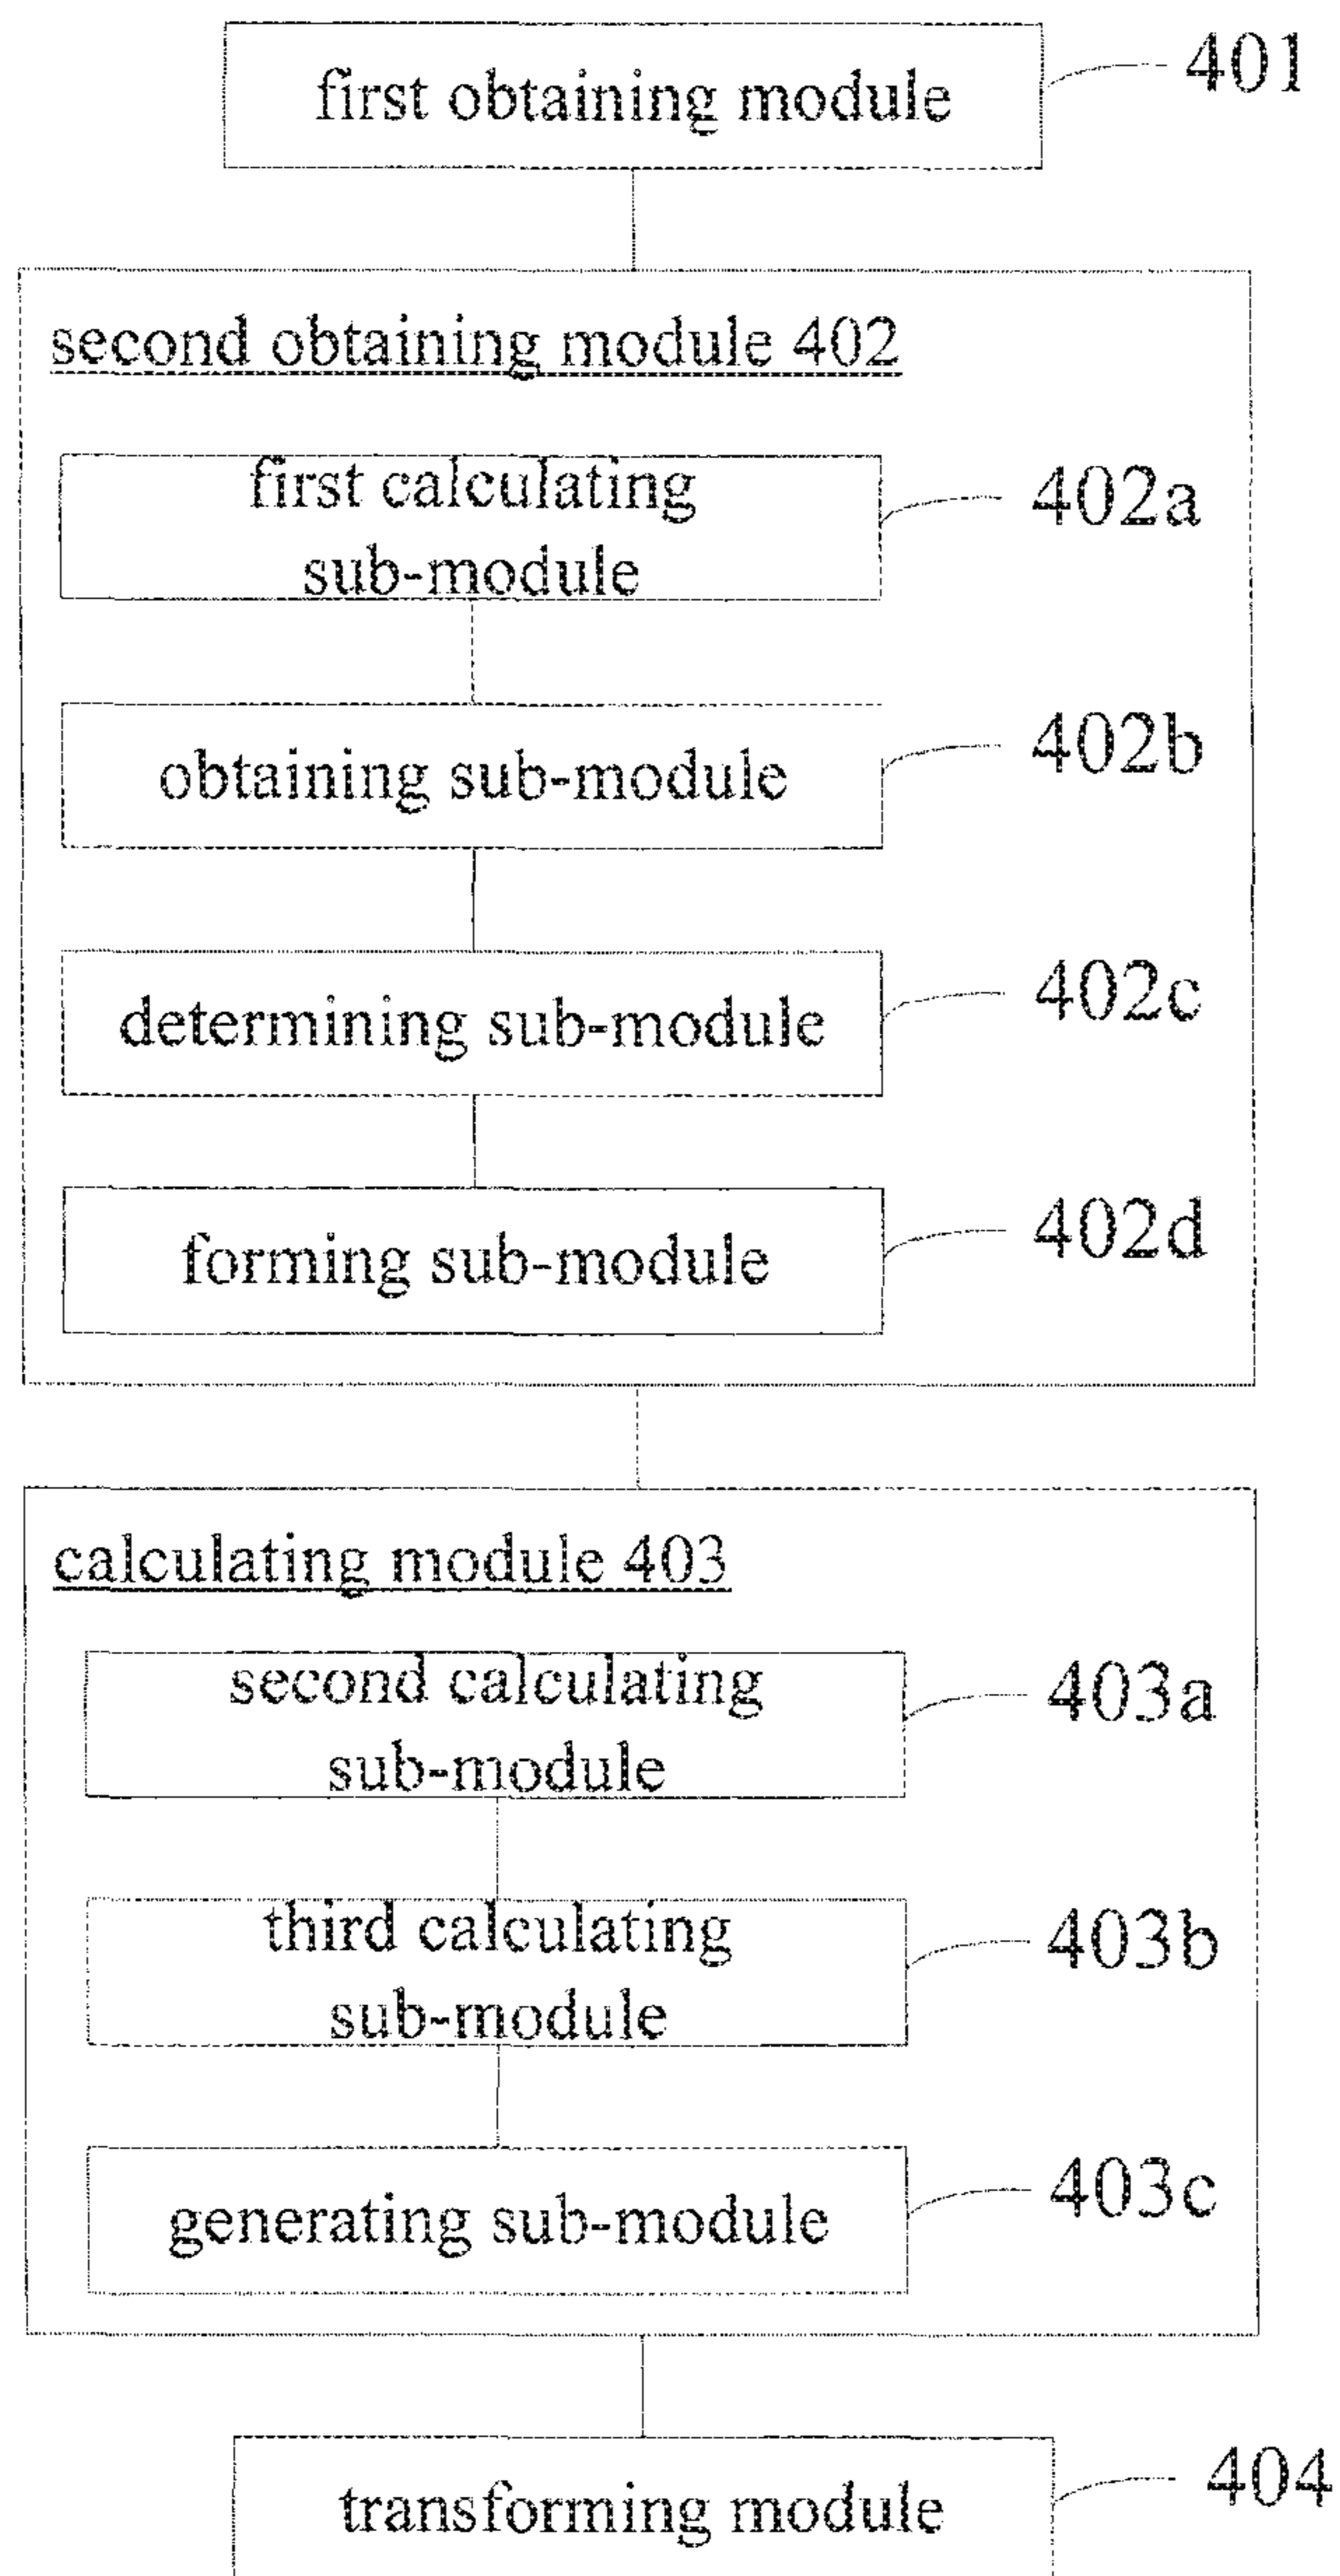 first obtaining module
401
second obtaining module 402
first calculating
sub-module
402a
obtaining sub-module
402b
determining sub-module
402c
forming sub-module
402d
calculating module 403
second calculating
sub-module
403a
third calculating
sub-module
403b
generating sub-module
403c
transforming module
404